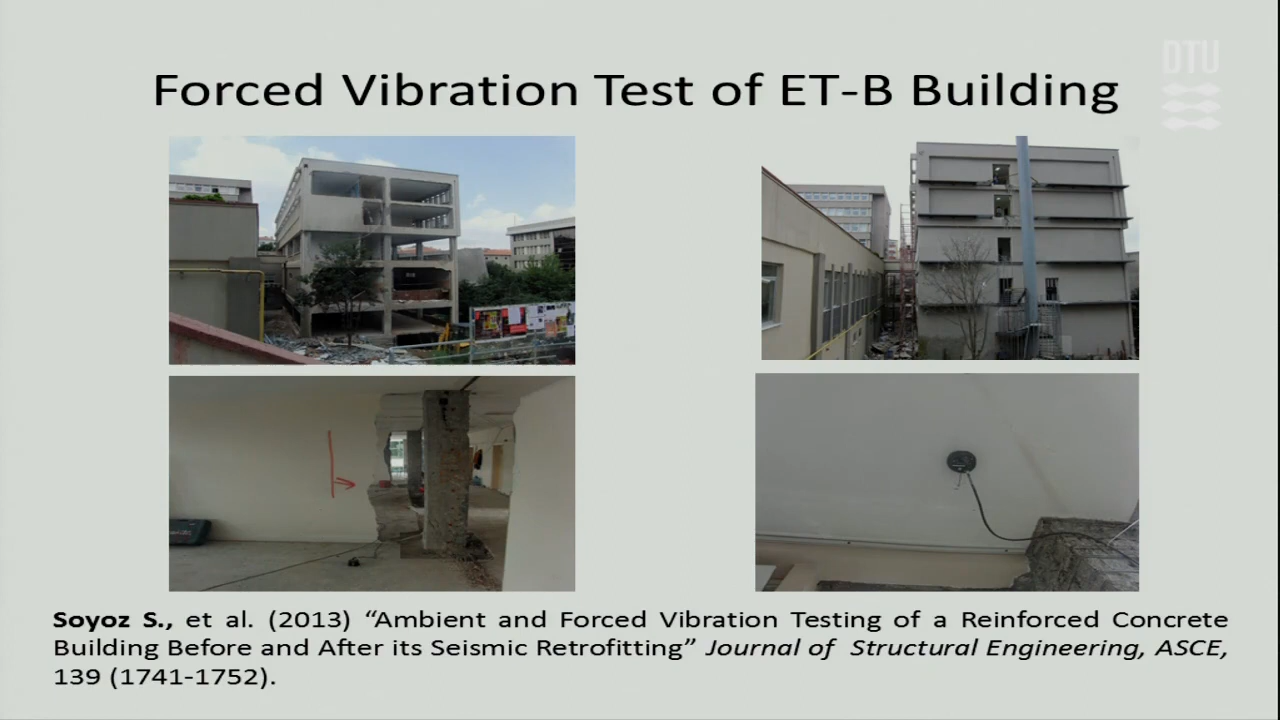 DTU
Forced Vibration Test of ET-B Building
Soyoz S., et al. (2013) “Ambient and Forced Vibration Testing of a Reinforced Concrete
Building Before and After its Seismic Retrofitting” Journal of Structural Engineering, ASCE,
139 (1741-1752).